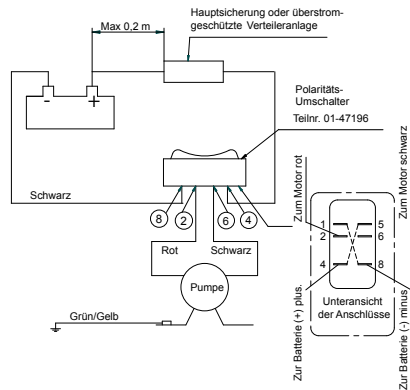 Max 0,2 m
Hauptsicherung oder überstrom-
geschützte Verteileranlage
- +
Polaritäts-
Umschalter
Teilnr. 01-47196
Schwarz
8 2 6 4
Rot Schwarz
Pumpe
Grün/Gelb
Zum Motor rot
Zum Motor schwarz
1 5
2 6
4 8
Unteransicht
der Anschlüsse
Zur Batterie (+) plus.
Zur Batterie (-) minus